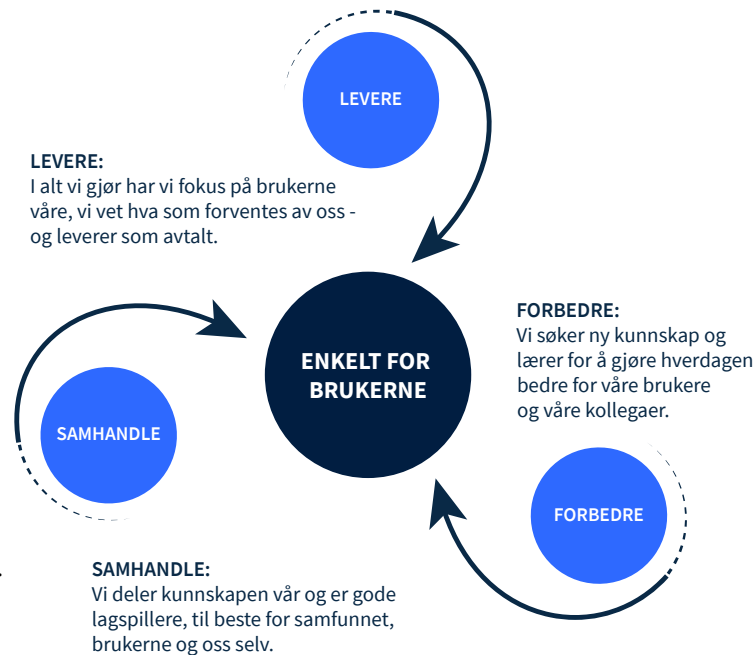 LEVERE
LEVERE:
I alt vi gjør har vi fokus på brukerne
våre, vi vet hva som forventes av oss -
og leverer som avtalt.
ENKELT FOR
BRUKERNE
FORBEDRE:
Vi søker ny kunnskap og
lærer for å gjøre hverdagen
bedre for våre brukere
og våre kollegaer.
SAMHANDLE
FORBEDRE
.
SAMHANDLE:
Vi deler kunnskapen vår og er gode
lagspillere, til beste for samfunnet,
brukerne og oss selv.